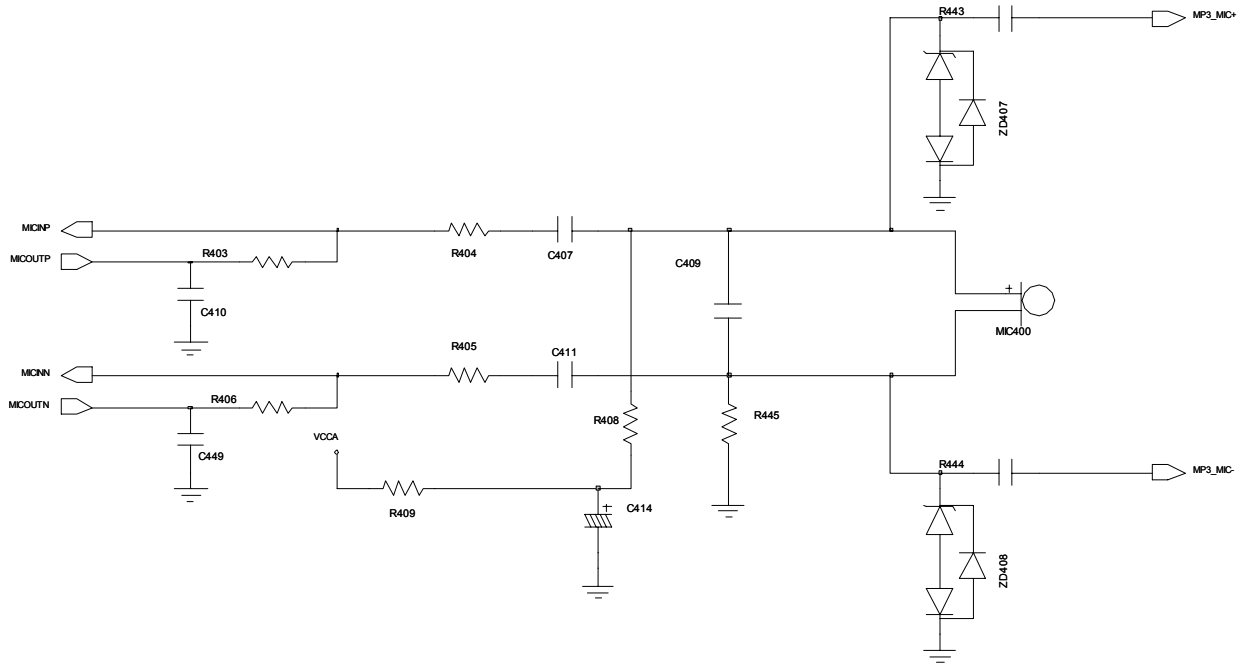 R443
MP3_MIC+
ZD407
MICINP
MICOUTP
R403
R404
C407
C409
C410
+
MIC400
MICINN
MICOUTN
R405
C411
R406
R408
R445
VCCA
C449
R409
+
C414
R444
MP3_MIC-
ZD408